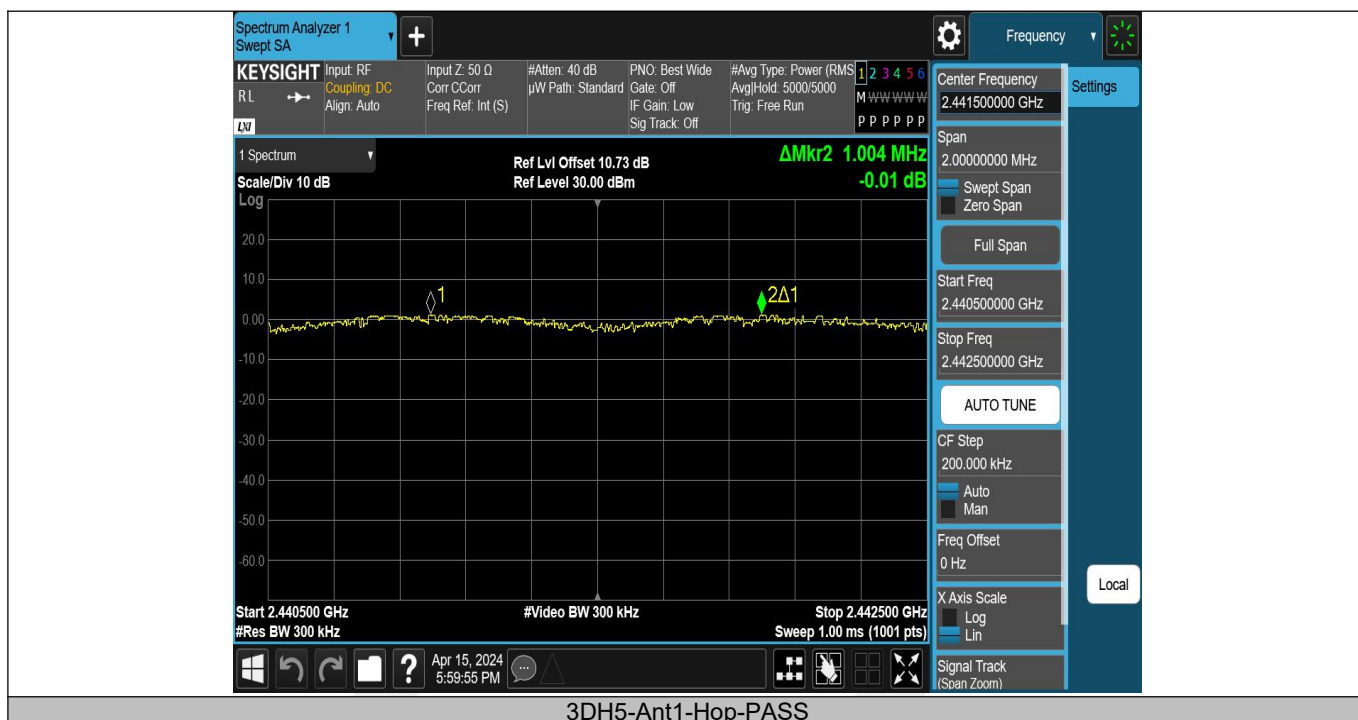 Spectrum Analyzer 1
Swept SA
+
Frequency
KEYSIGHT
RL
LXI
Input: RF
Coupling: DC
Align: Auto
Input Z: 50 Ω
Corr CCorr
Freq Ref: Int (S)
#Atten: 40 dB
µW Path: Standard
PNO: Best Wide
Gate: Off
IF Gain: Low
Sig Track: Off
#Avg Type: Power (RMS
Avg|Hold: 5000/5000
Trig: Free Run
1 2 3 4 5 6
M W W W W W
P P P P P P
1 Spectrum
Scale/Div 10 dB
Log
Ref Lvl Offset 10.73 dB
Ref Level 30.00 dBm
ΔMkr2 1.004 MHz
-0.01 dB
20.0
10.0
0.00
-10.0
-20.0
-30.0
-40.0
-50.0
-60.0
1
2Δ1
Start 2.440500 GHz
#Res BW 300 kHz
#Video BW 300 kHz
Stop 2.442500 GHz
Sweep 1.00 ms (1001 pts)
?
Apr 15, 2024
5:59:55 PM
Center Frequency
2.441500000 GHz
Settings
Span
2.00000000 MHz
Swept Span
Zero Span
Full Span
Start Freq
2.440500000 GHz
Stop Freq
2.442500000 GHz
AUTO TUNE
CF Step
200.000 kHz
Auto
Man
Freq Offset
0 Hz
Local
X Axis Scale
Log
Lin
Signal Track
(Span Zoom)
3DH5-Ant1-Hop-PASS